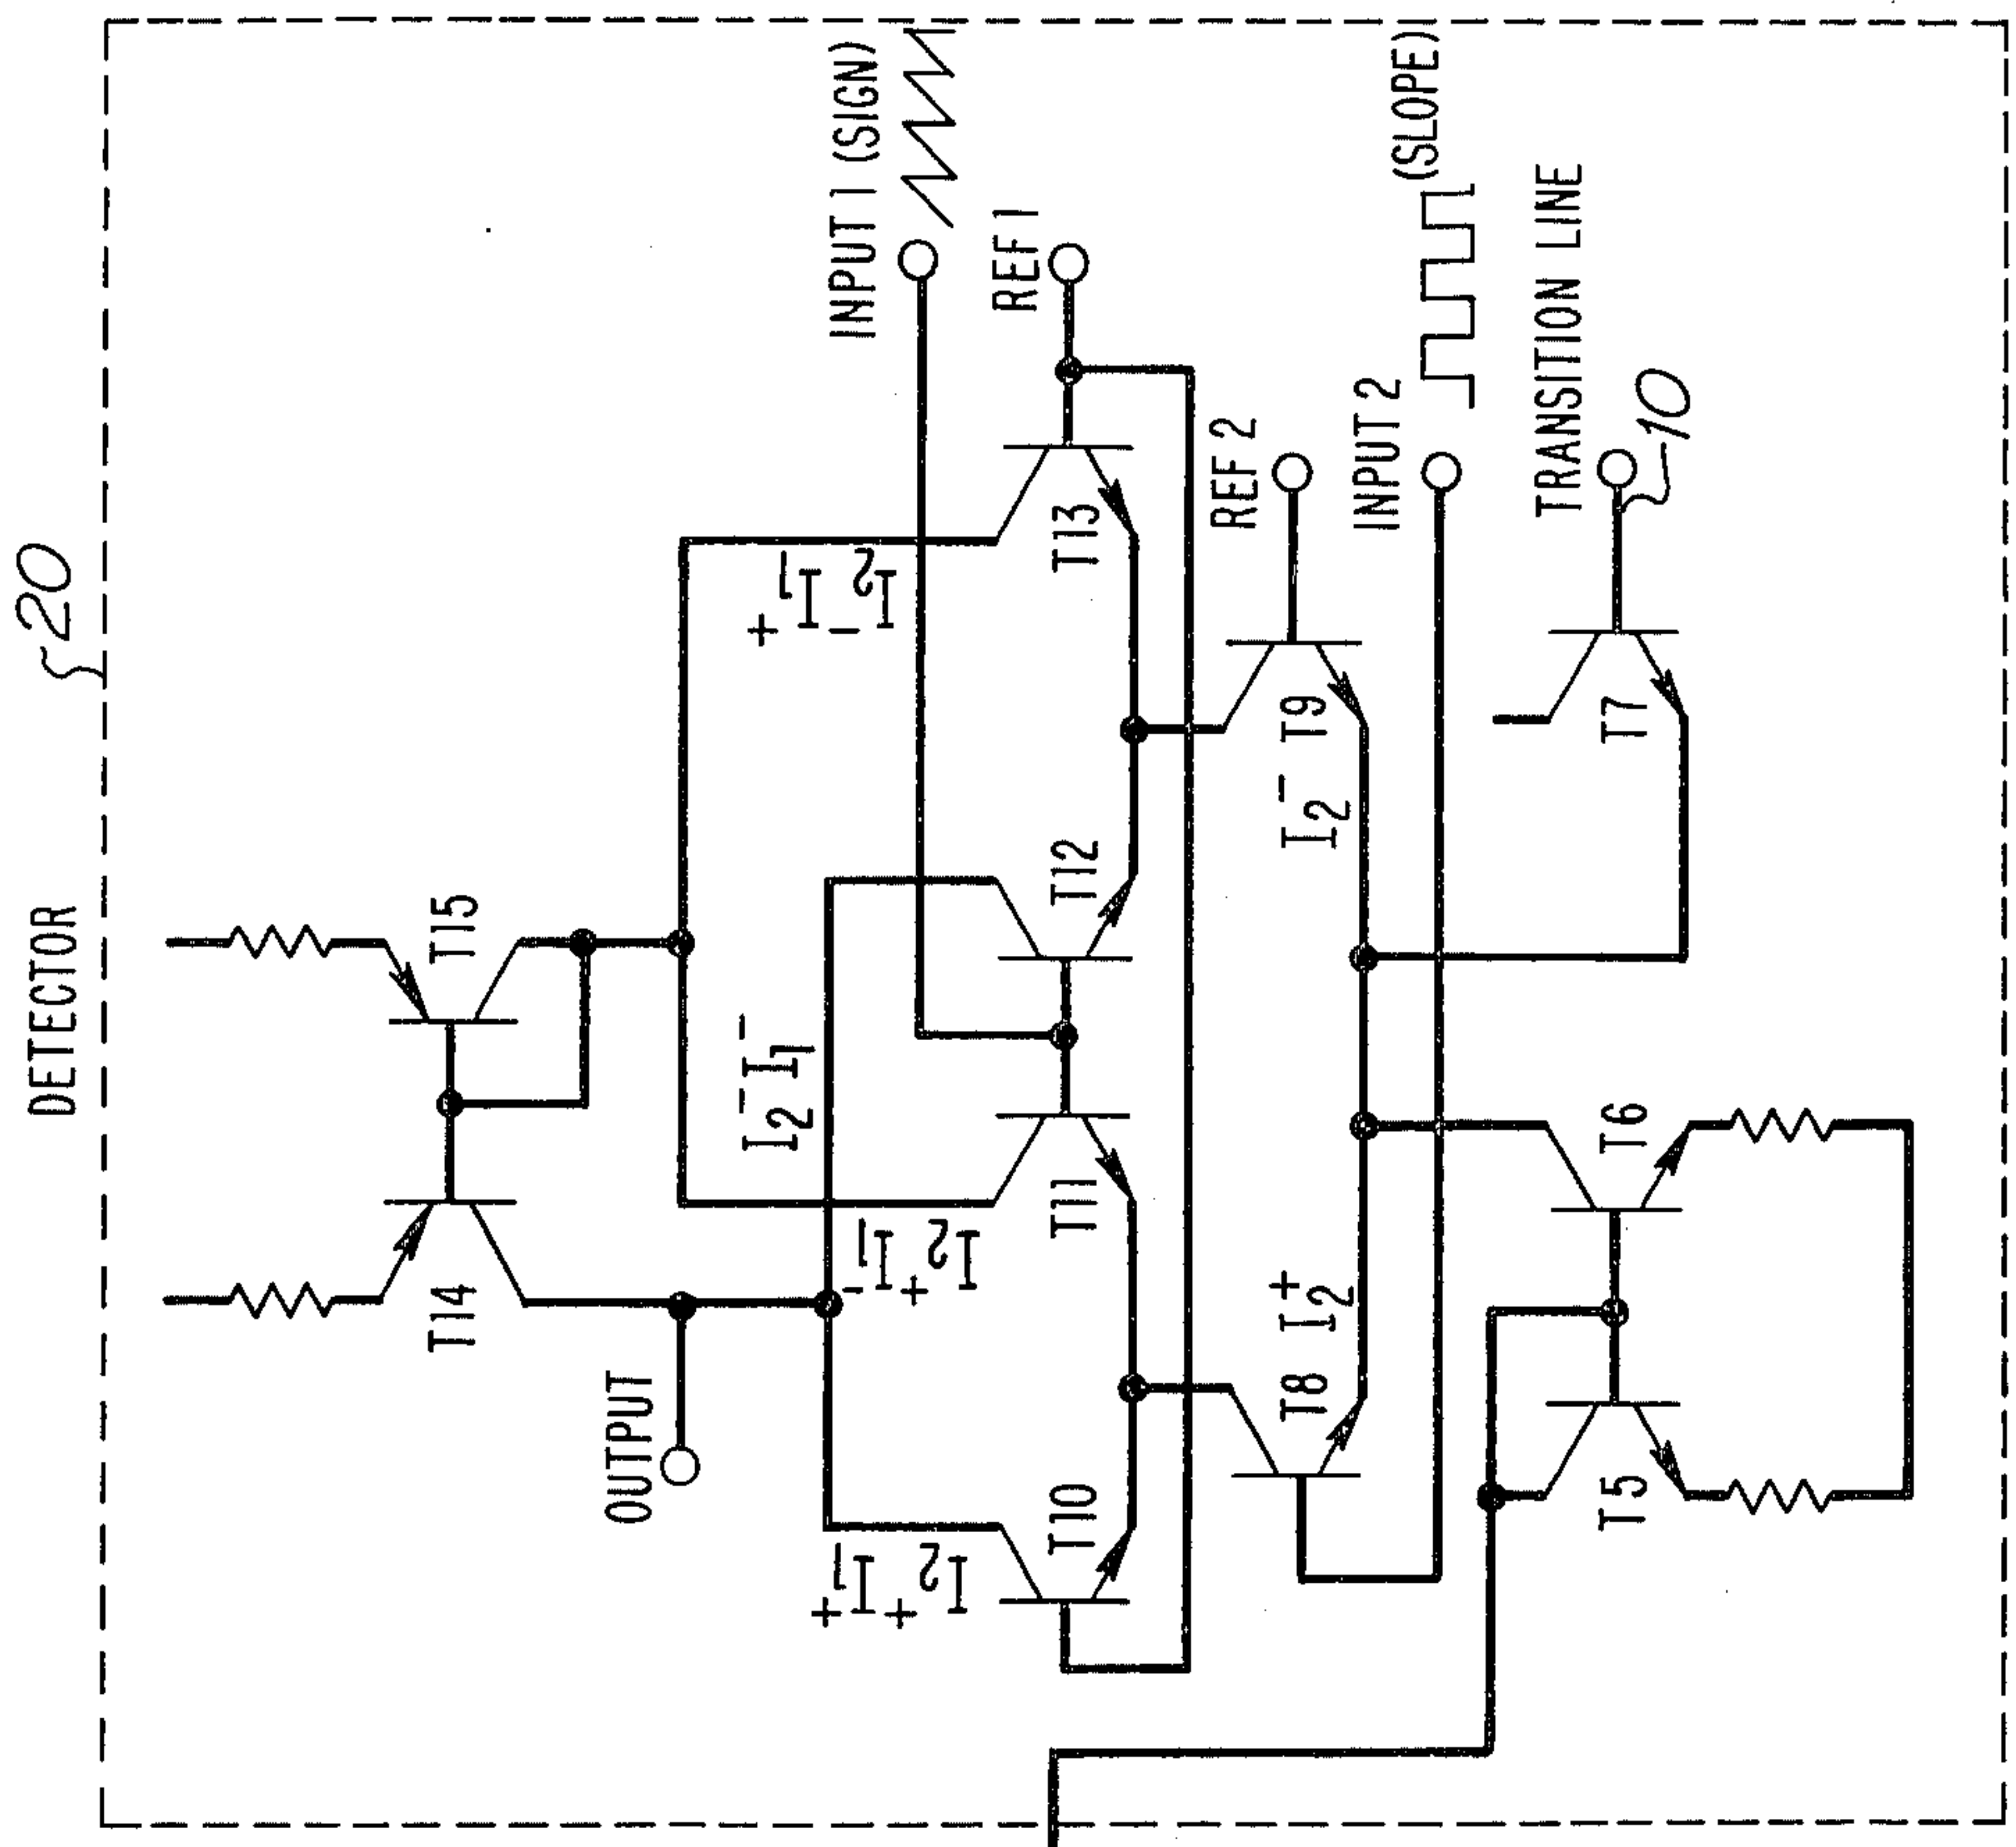 20
DETECTOR
T15
T14
OUTPUT
INPUT 1 (SIGN)
REF 1
I2- I1+
I2- I1-
I2+ I1-
I2+ I1+
T10
T11
T12
T13
REF 2
INPUT 2
(SLOPE)
T8 I2+
I2- T9
TRANSITION LINE
10
T7
T5
T6